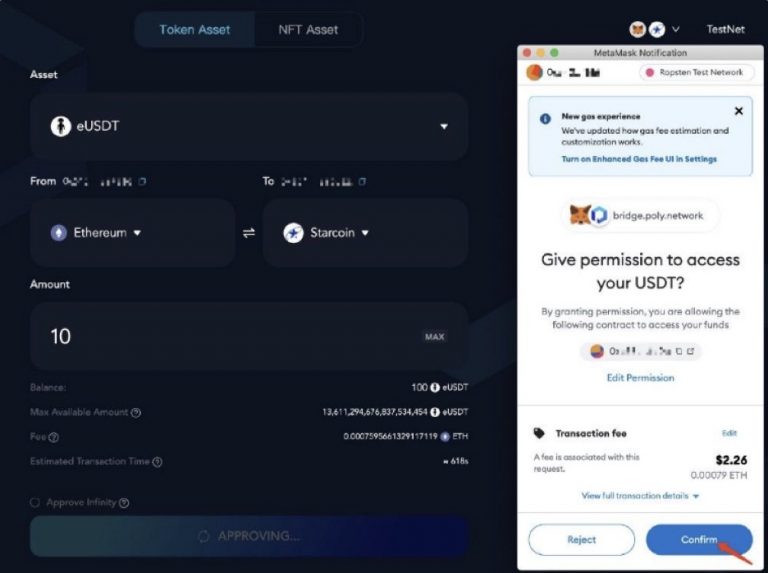 Token Asset
NFT Asset
TestNet
Asset
eUSDT
From
To
Ethereum
Starcoin
Amount
10
MAX
Balance:
100 eUSDT
Max Available Amount
13,611,294,676,837,534,454 eUSDT
Fee
0.0007595661329117119 ETH
Estimated Transaction Time
≈ 618s
Approve Infinity
APPROVING...
MetaMask Notification
Ropsten Test Network
New gas experience
We've updated how gas fee estimation and
customization works.
Turn on Enhanced Gas Fee UI in Settings
bridge.poly.network
Give permission to access
your USDT?
By granting permission, you are allowing the
following contract to access your funds
Edit Permission
Transaction fee
Edit
A fee is associated with this
request.
$2.26
0.00079 ETH
View full transaction details
Reject
Confirm